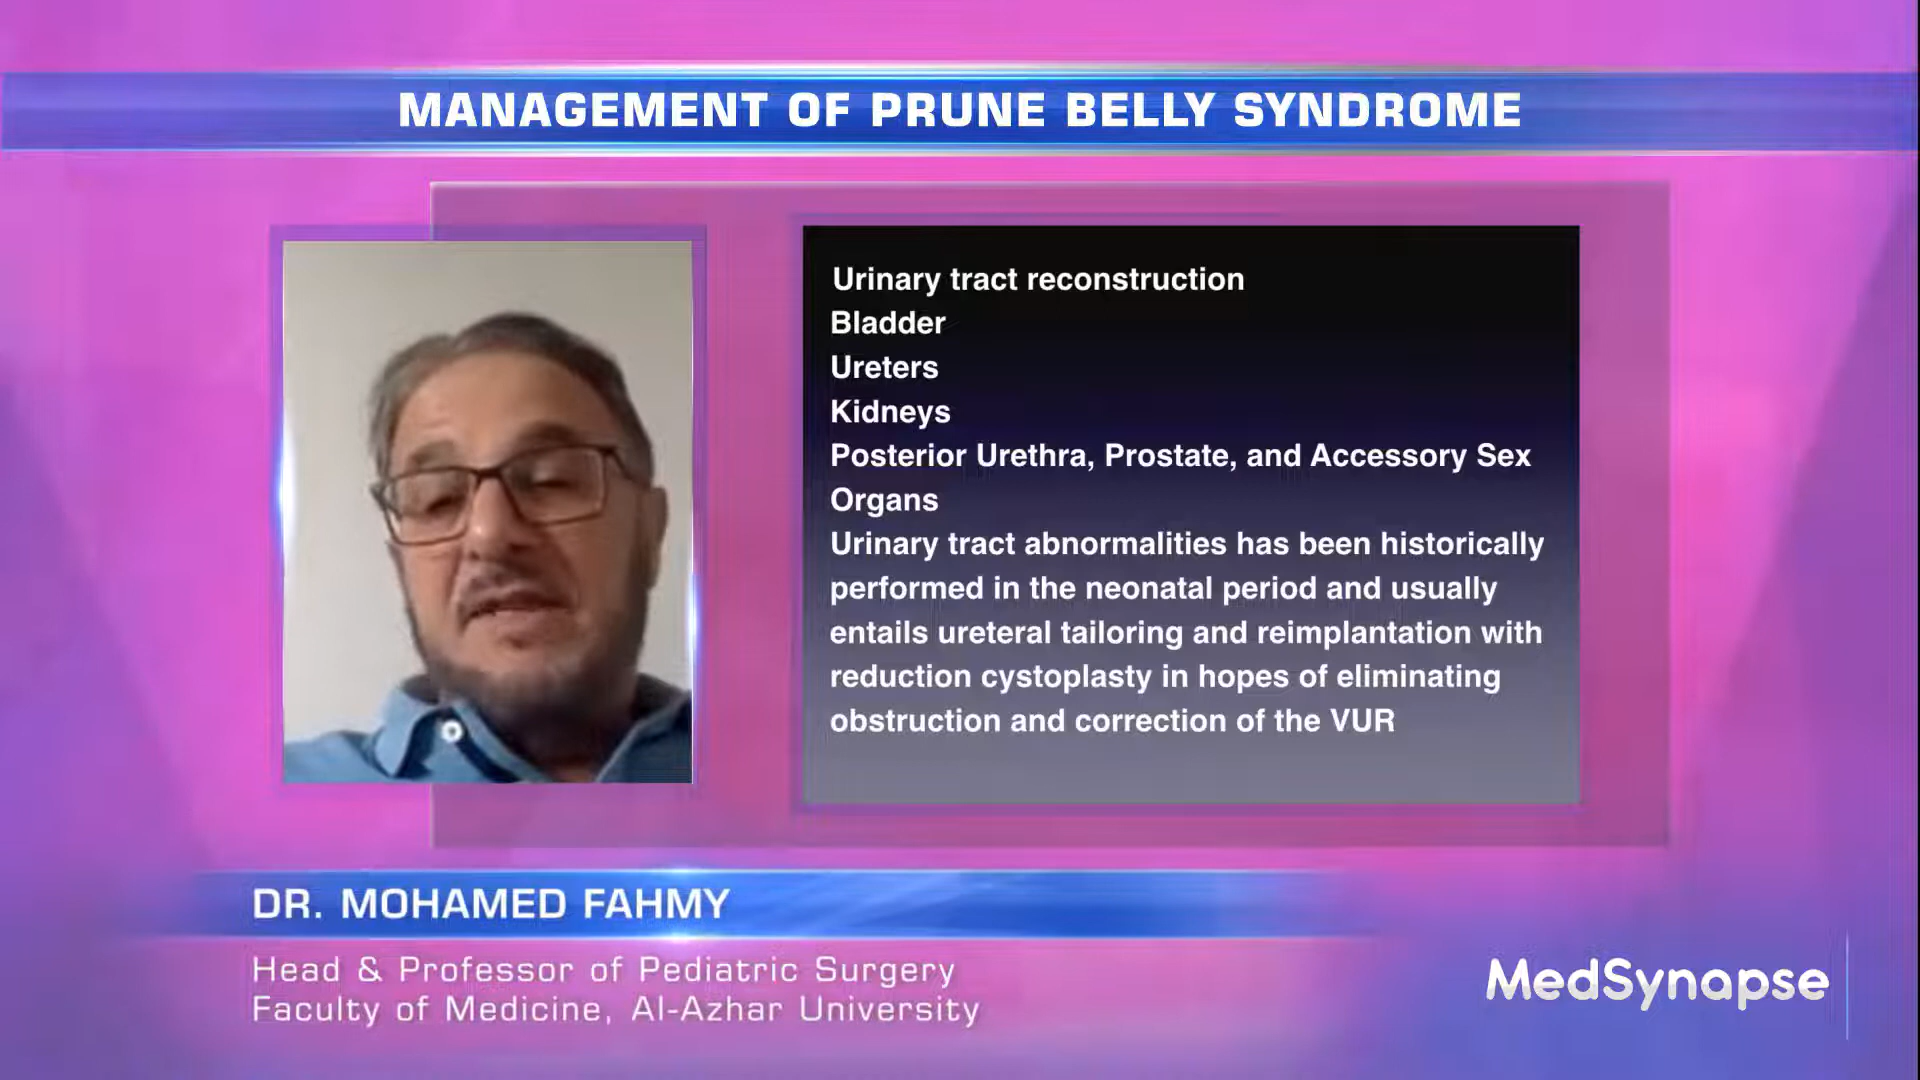 MANAGEMENT OF PRUNE BELLY SYNDROME
Urinary tract reconstruction
Bladder
Ureters
Kidneys
Posterior Urethra, Prostate, and Accessory Sex
Organs
Urinary tract abnormalities has been historically
performed in the neonatal period and usually
entails ureteral tailoring and reimplantation with
reduction cystoplasty in hopes of eliminating
obstruction and correction of the VUR
DR. MOHAMED FAHMY
Head & Professor of Pediatric Surgery
Faculty of Medicine, Al-Azhar University
MedSynapse